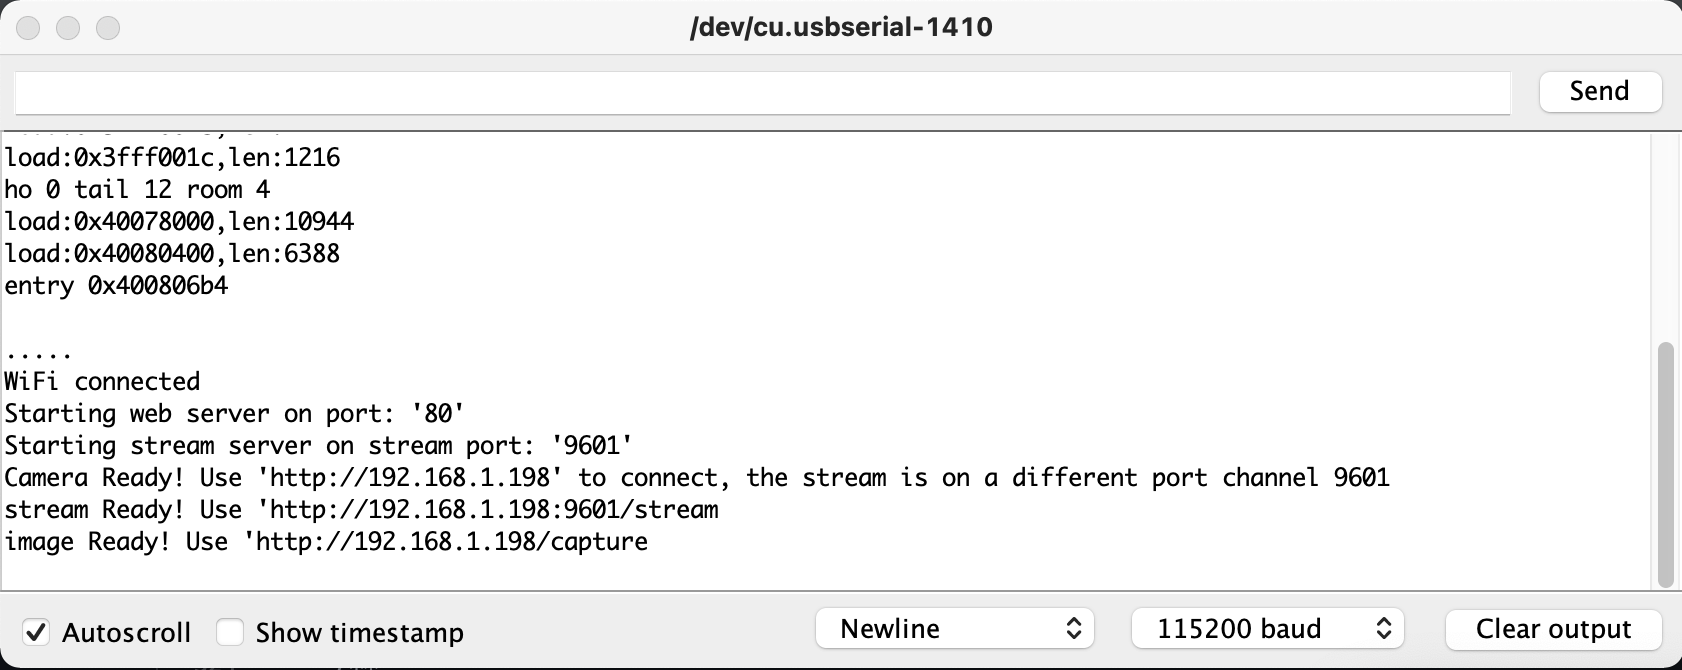 /dev/cu.usbserial-1410
Send
load:0x3fff001c,len:1216
ho 0 tail 12 room 4
load:0x40078000,len:10944
load:0x40080400,len:6388
entry 0x400806b4
.....
WiFi connected
Starting web server on port: '80'
Starting stream server on stream port: '9601'
Camera Ready! Use 'http://192.168.1.198' to connect, the stream is on a different port channel 9601
stream Ready! Use 'http://192.168.1.198:9601/stream
image Ready! Use 'http://192.168.1.198/capture
Autoscroll Show timestamp Newline 115200 baud Clear output